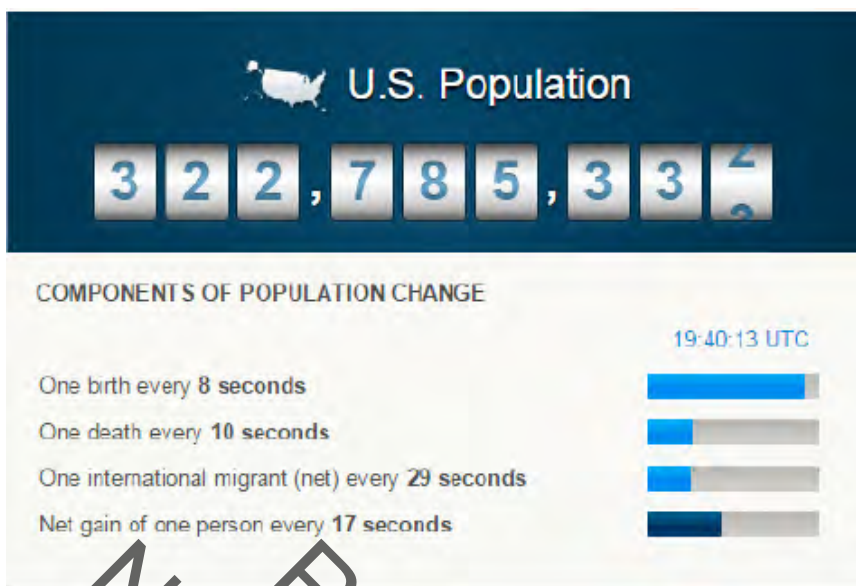 U.S. Population
322,785,33
COMPONENTS OF POPULATION CHANGE
19:40:13 UTC
One birth every 8 seconds
One death every 10 seconds
One international migrant (net) every 29 seconds
Net gain of one person every 17 seconds